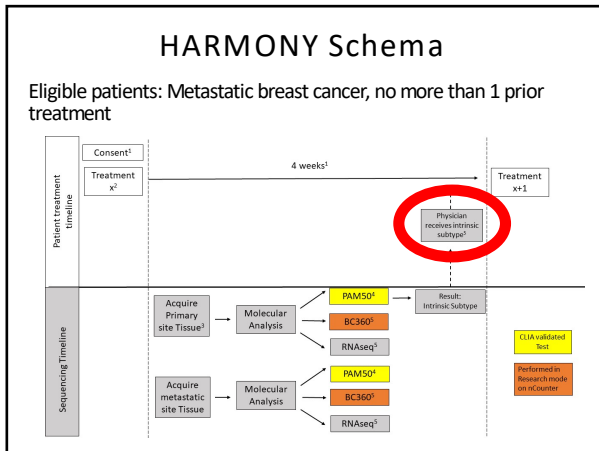 HARMONY Schema
Eligible patients: Metastatic breast cancer, no more than 1 prior
treatment
Patient treatment
timeline
Consent¹
Treatment
x²
4 weeks¹
Treatment
x+1
Physician
receives intrinsic
subtype⁵
Sequencing Timeline
Acquire
Primary
site Tissue³
Molecular
Analysis
PAM50⁴
BC360⁵
RNAseq⁵
Result:
Intrinsic Subtype
Acquire
metastatic
site Tissue
Molecular
Analysis
PAM50⁴
BC360⁵
RNAseq⁵
CLIA validated
Test
Performed in
Research mode
on nCounter